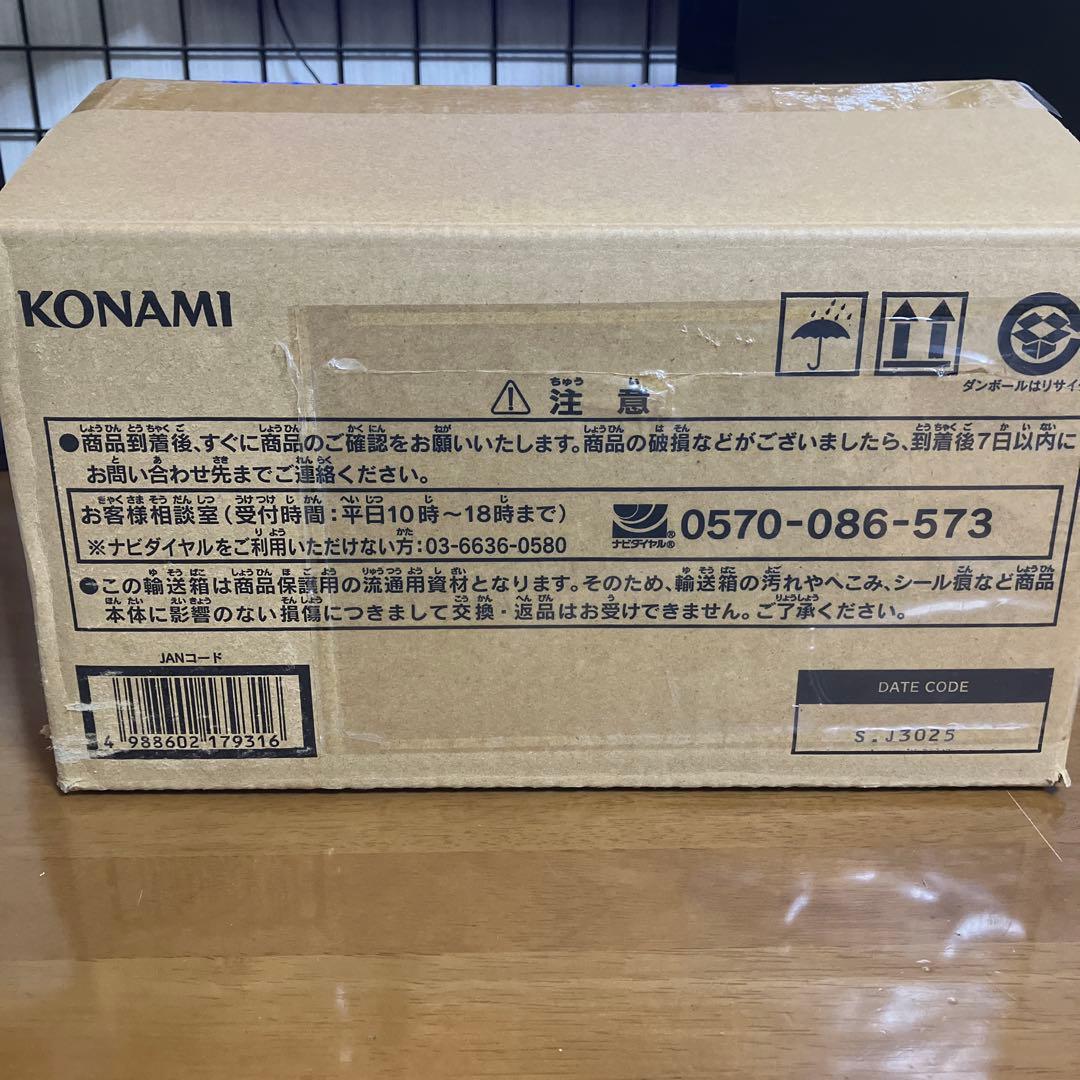 KONAMI
ダンボールはリサイ
注意
●商品到着後、すぐに商品のご確認をお願いいたします。商品の破損などがございましたら、到着後7日以内に
お問い合わせ先までご連絡ください。
お客様相談室(受付時間:平日10時〜18時まで)
※ナビダイヤルをご利用いただけない方:03-6636-0580
ナビダイヤル® 0570-086-573
●この輸送箱は商品保護用の流通用資材となります。そのため、輸送箱の汚れやへこみ、シール痕など商品
本体に影響のない損傷につきまして交換・返品はお受けできません。ご了承ください。
JANコード
4 988602 179316
DATE CODE
S.J3025